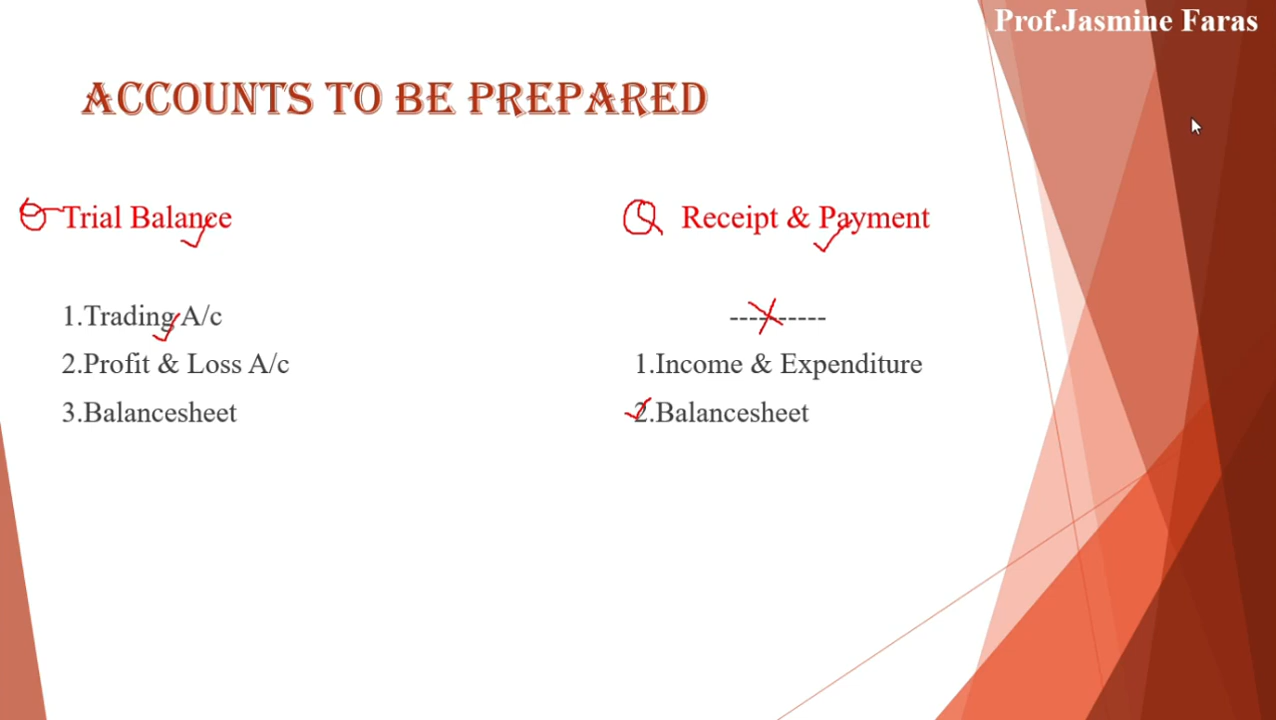 Prof.Jasmine Faras
ACCOUNTS TO BE PREPARED
Trial Balance
Q Receipt & Payment
1.Trading A/c
----------
2.Profit & Loss A/c
1.Income & Expenditure
3.Balancesheet
2.Balancesheet